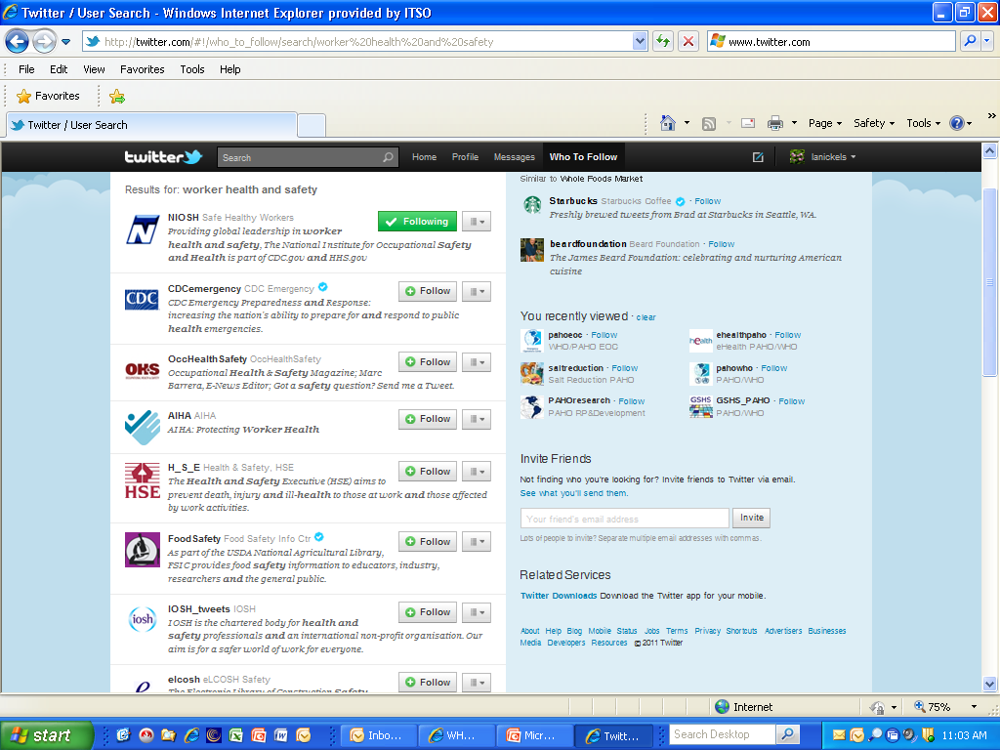 Twitter / User Search - Windows Internet Explorer provided by ITSO
http://twitter.com/#!/who_to_follow/search/worker%20health%20and%20safety
www.twitter.com
File Edit View Favorites Tools Help
Favorites
Twitter / User Search
Page Safety Tools
twitter Search Home Profile Messages Who To Follow lanickels
Results for: worker health and safety
NIOSH Safe Healthy Workers
Following
Providing global leadership in worker
health and safety, The National Institute for Occupational Safety
and Health is part of CDC.gov and HHS.gov
CDC
CDCemergency CDC Emergency
Follow
CDC Emergency Preparedness and Response:
increasing the nation's ability to prepare for and respond to public
health emergencies.
OHS
OccHealthSafety OccHealthSafety
Follow
Occupational Health & Safety Magazine; Marc
Barrera, E-News Editor; Got a safety question? Send me a Tweet.
AIHA AIHA
Follow
AIHA: Protecting Worker Health
HSE
H_S_E Health & Safety, HSE
Follow
The Health and Safety Executive (HSE) aims to
prevent death, injury and ill-health to those at work and those affected
by work activities.
FoodSafety Food Safety Info Ctr
Follow
As part of the USDA National Agricultural Library,
FSIC provides food safety information to educators, industry,
researchers and the general public.
iosh
IOSH_tweets IOSH
Follow
IOSH is the chartered body for health and
safety professionals and an international non-profit organisation. Our
aim is for a safer world of work for everyone.
elcosh eLCOSH Safety
Follow
The Electronic Library of Construction Safety
Similar to Whole Foods Market
Starbucks Starbucks Coffee · Follow
Freshly brewed tweets from Brad at Starbucks in Seattle, WA.
beardfoundation Beard Foundation · Follow
The James Beard Foundation: celebrating and nurturing American
cuisine
You recently viewed · clear
pahoeoc · Follow
WHO/PAHO EOC
ehealth
ehealthpaho · Follow
eHealth PAHO/WHO
saltreduction · Follow
Salt Reduction PAHO
pahowho · Follow
PAHO/WHO
PAHOresearch · Follow
PAHO RP&Development
GSHS
GSHS_PAHO · Follow
PAHO/WHO
Invite Friends
Not finding who you're looking for? Invite friends to Twitter via email.
See what you'll send them.
Your friend's email address Invite
Lots of people to invite? Separate multiple email addresses with commas.
Related Services
Twitter Downloads Download the Twitter app for your mobile.
About Help Blog Mobile Status Jobs Terms Privacy Shortcuts Advertisers Businesses
Media Developers Resources © 2011 Twitter
Internet 75%
start Inbo... WH... Micr... Twitt... Search Desktop 11:03 AM